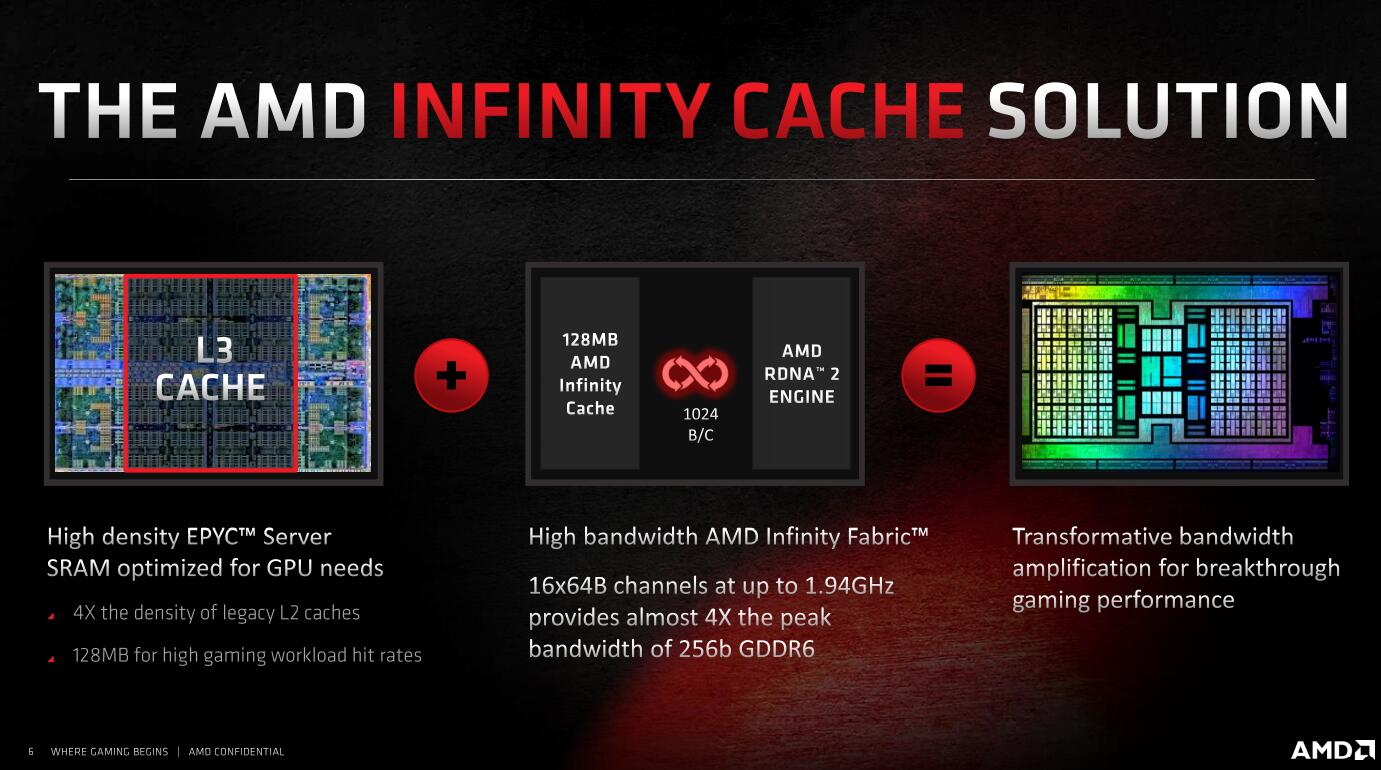 THE AMD INFINITY CACHE SOLUTION
L3
CACHE
+
128MB
AMD
Infinity
Cache
1024
B/C
AMD
RDNA™ 2
ENGINE
=
High density EPYC™ Server
SRAM optimized for GPU needs
4X the density of legacy L2 caches
128MB for high gaming workload hit rates
High bandwidth AMD Infinity Fabric™
16x64B channels at up to 1.94GHz
provides almost 4X the peak
bandwidth of 256b GDDR6
Transformative bandwidth
amplification for breakthrough
gaming performance
6 WHERE GAMING BEGINS | AMD CONFIDENTIAL
AMD